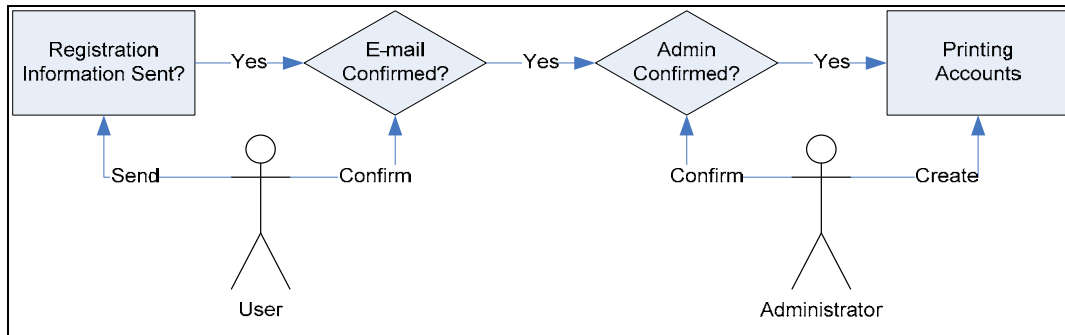 Registration
Information Sent?
Yes
E-mail
Confirmed?
Yes
Admin
Confirmed?
Yes
Printing
Accounts
Send
Confirm
Confirm
Create
User
Administrator